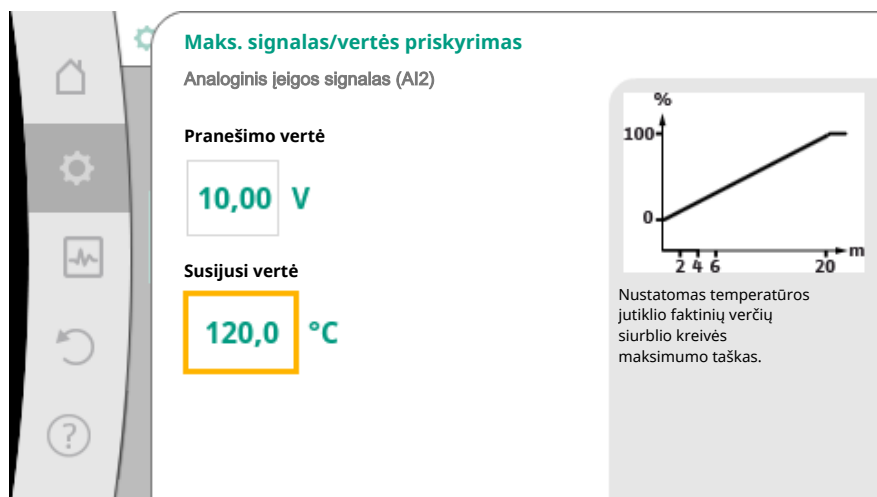 Maks. signalas/vertės priskyrimas
Analoginis įeigos signalas (AI2)
Pranešimo vertė
10,00 V
Susijusi vertė
120,0 °C
%
100
0
2 4 6 20 m
Nustatomas temperatūros
jutiklio faktinių verčių
siurblio kreivės
maksimumo taškas.
?